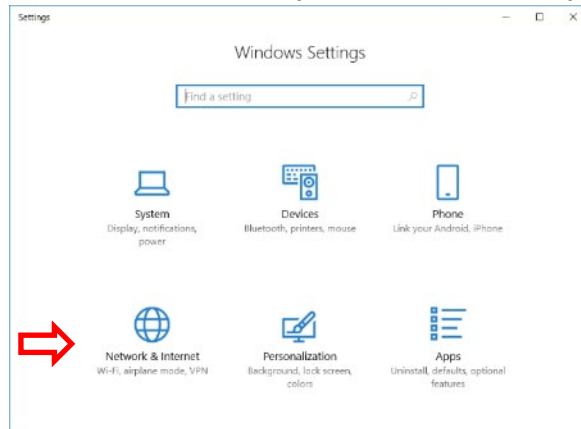 Settings
Windows Settings
Find a setting
System
Display, notifications,
power
Devices
Bluetooth, printers, mouse
Phone
Link your Android, iPhone
Network & Internet
Wi-Fi, airplane mode, VPN
Personalization
Background, lock screen,
colors
Apps
Uninstall, defaults, optional
features